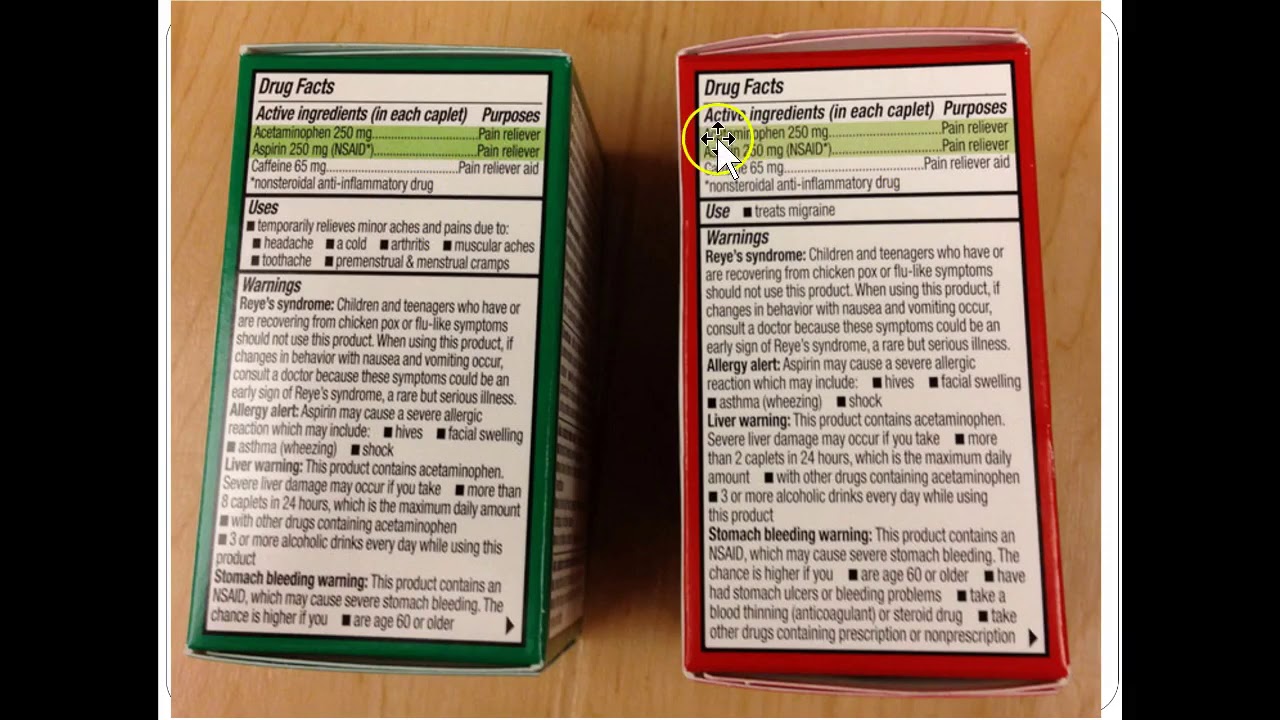 Drug Facts
Active ingredients (in each caplet) Purposes
Acetaminophen 250 mg....................Pain reliever
Aspirin 250 mg (NSAID*)....................Pain reliever
Caffeine 65 mg....................Pain reliever aid
*nonsteroidal anti-inflammatory drug
Uses
■ temporarily relieves minor aches and pains due to:
■ headache ■ a cold ■ arthritis ■ muscular aches
■ toothache ■ premenstrual & menstrual cramps
Warnings
Reye's syndrome: Children and teenagers who have or
are recovering from chicken pox or flu-like symptoms
should not use this product. When using this product, if
changes in behavior with nausea and vomiting occur,
consult a doctor because these symptoms could be an
early sign of Reye's syndrome, a rare but serious illness.
Allergy alert: Aspirin may cause a severe allergic
reaction which may include: ■ hives ■ facial swelling
■ asthma (wheezing) ■ shock
Liver warning: This product contains acetaminophen.
Severe liver damage may occur if you take ■ more than
8 caplets in 24 hours, which is the maximum daily amount
■ with other drugs containing acetaminophen
■ 3 or more alcoholic drinks every day while using this
product
Stomach bleeding warning: This product contains an
NSAID, which may cause severe stomach bleeding. The
chance is higher if you ■ are age 60 or older
Drug Facts
Active ingredients (in each caplet) Purposes
250 mg....................Pain reliever
250 mg (NSAID*)....................Pain reliever
65 mg....................Pain reliever aid
*nonsteroidal anti-inflammatory drug
Use ■ treats migraine
Warnings
Reye's syndrome: Children and teenagers who have or
are recovering from chicken pox or flu-like symptoms
should not use this product. When using this product, if
changes in behavior with nausea and vomiting occur,
consult a doctor because these symptoms could be an
early sign of Reye's syndrome, a rare but serious illness.
Allergy alert: Aspirin may cause a severe allergic
reaction which may include: ■ hives ■ facial swelling
■ asthma (wheezing) ■ shock
Liver warning: This product contains acetaminophen.
Severe liver damage may occur if you take ■ more
than 2 caplets in 24 hours, which is the maximum daily
amount ■ with other drugs containing acetaminophen
■ 3 or more alcoholic drinks every day while using
this product
Stomach bleeding warning: This product contains an
NSAID, which may cause severe stomach bleeding. The
chance is higher if you ■ are age 60 or older ■ have
had stomach ulcers or bleeding problems ■ take a
blood thinning (anticoagulant) or steroid drug ■ take
other drugs containing prescription or nonprescription